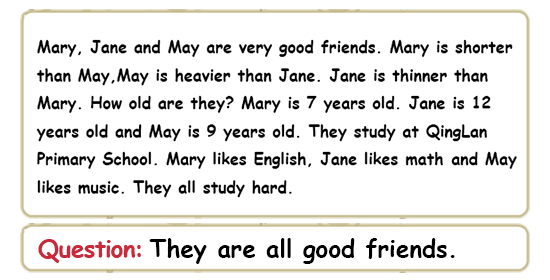 Mary, Jane and May are very good friends. Mary is shorter
than May,May is heavier than Jane. Jane is thinner than
Mary. How old are they? Mary is 7 years old. Jane is 12
years old and May is 9 years old. They study at QingLan
Primary School. Mary likes English, Jane likes math and May
likes music. They all study hard.
Question: They are all good friends.